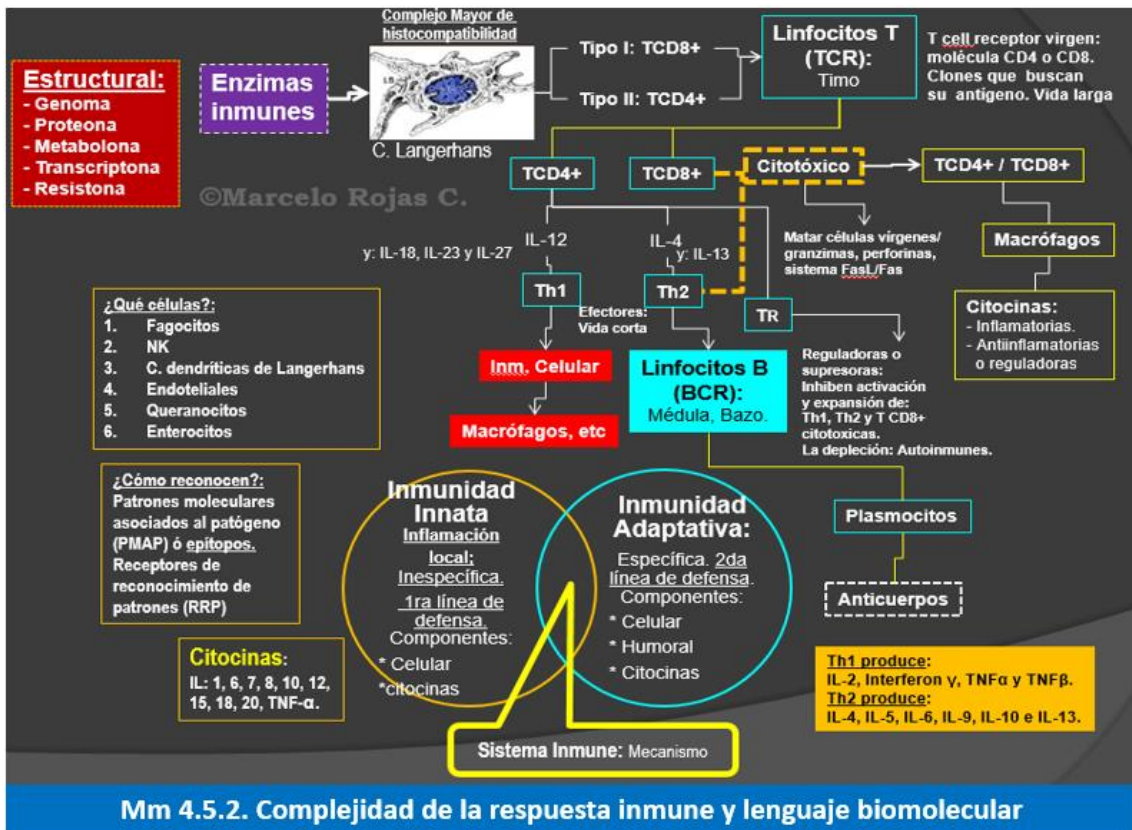 Complejo Mayor de
histocompatibilidad
Estructural:
- Genoma
- Proteona
- Metabolona
- Transcriptona
- Resistona
Enzimas
inmunes
C. Langerhans
Tipo I: TCD8+
Tipo II: TCD4+
Linfocitos T
(TCR):
Timo
T cell receptor virgen:
molécula CD4 o CD8.
Clones que buscan
su antígeno. Vida larga
©Marcelo Rojas C.
TCD4+
TCD8+
Citotóxico
TCD4+ / TCD8+
IL-12
y: IL-18, IL-23 y IL-27
IL-4
y: IL-13
Matar células vírgenes/
granzimas, perforinas,
sistema FasL/Fas
Macrófagos
Th1
Th2
TR
Efectores:
Vida corta
Citocinas:
- Inflamatorias.
- Antiinflamatorias
o reguladoras
¿Qué células?:
1. Fagocitos
2. NK
3. C. dendríticas de Langerhans
4. Endoteliales
5. Queranocitos
6. Enterocitos
Inm. Celular
Macrófagos, etc
Linfocitos B
(BCR):
Médula, Bazo.
Reguladoras o
supresoras:
Inhiben activación
y expansión de:
Th1, Th2 y T CD8+
citotoxicas.
La depleción: Autoinmunes.
¿Cómo reconocen?:
Patrones moleculares
asociados al patógeno
(PMAP) ó epítopos.
Receptores de
reconocimiento de
patrones (RRP)
Inmunidad
Innata
Inflamación
local;
Inespecífica.
1ra línea de
defensa.
Componentes:
* Celular
*citocinas
Inmunidad
Adaptativa:
Específica. 2da
línea de defensa.
Componentes:
* Celular
* Humoral
* Citocinas
Plasmocitos
Anticuerpos
Citocinas:
IL: 1, 6, 7, 8, 10, 12,
15, 18, 20, TNF-α.
Th1 produce:
IL-2, Interferon γ, TNFα y TNFβ.
Th2 produce:
IL-4, IL-5, IL-6, IL-9, IL-10 e IL-13.
Sistema Inmune: Mecanismo
Mm 4.5.2. Complejidad de la respuesta inmune y lenguaje biomolecular